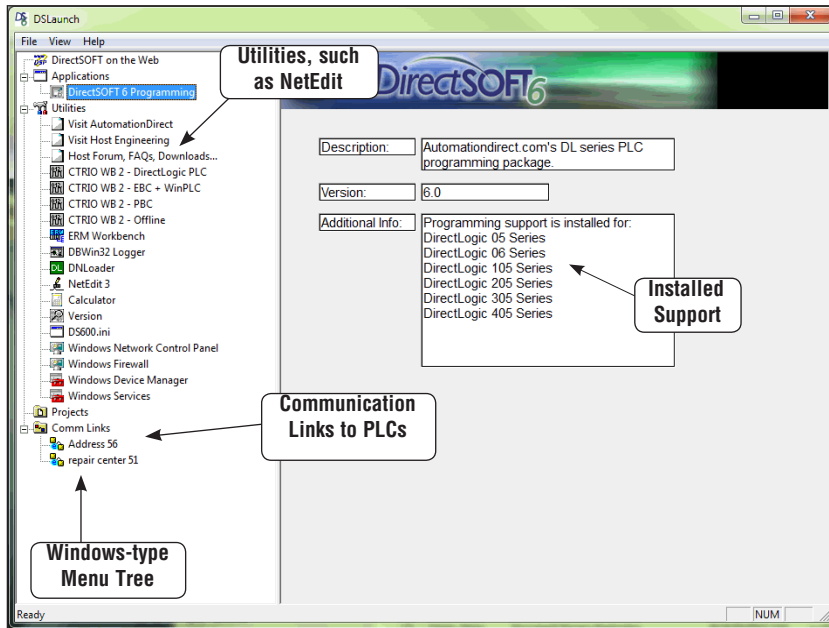 DSLaunch
File View Help
DirectSOFT on the Web
Applications
DirectSOFT 6 Programming
Utilities
Visit AutomationDirect
Visit Host Engineering
Host Forum, FAQs, Downloads...
CTRIO WB 2 - DirectLogic PLC
CTRIO WB 2 - EBC + WinPLC
CTRIO WB 2 - PBC
CTRIO WB 2 - Offline
ERM Workbench
DBWin32 Logger
DNLoader
NetEdit 3
Calculator
Version
DS600.ini
Windows Network Control Panel
Windows Firewall
Windows Device Manager
Windows Services
Projects
Comm Links
Address 56
repair center 51
Utilities, such
as NetEdit
DirectSOFT6
Description:
Automationdirect.com's DL series PLC
programming package.
Version:
6.0
Additional Info:
Programming support is installed for:
DirectLogic 05 Series
DirectLogic 06 Series
DirectLogic 105 Series
DirectLogic 205 Series
DirectLogic 305 Series
DirectLogic 405 Series
Installed
Support
Communication
Links to PLCs
Windows-type
Menu Tree
Ready
NUM